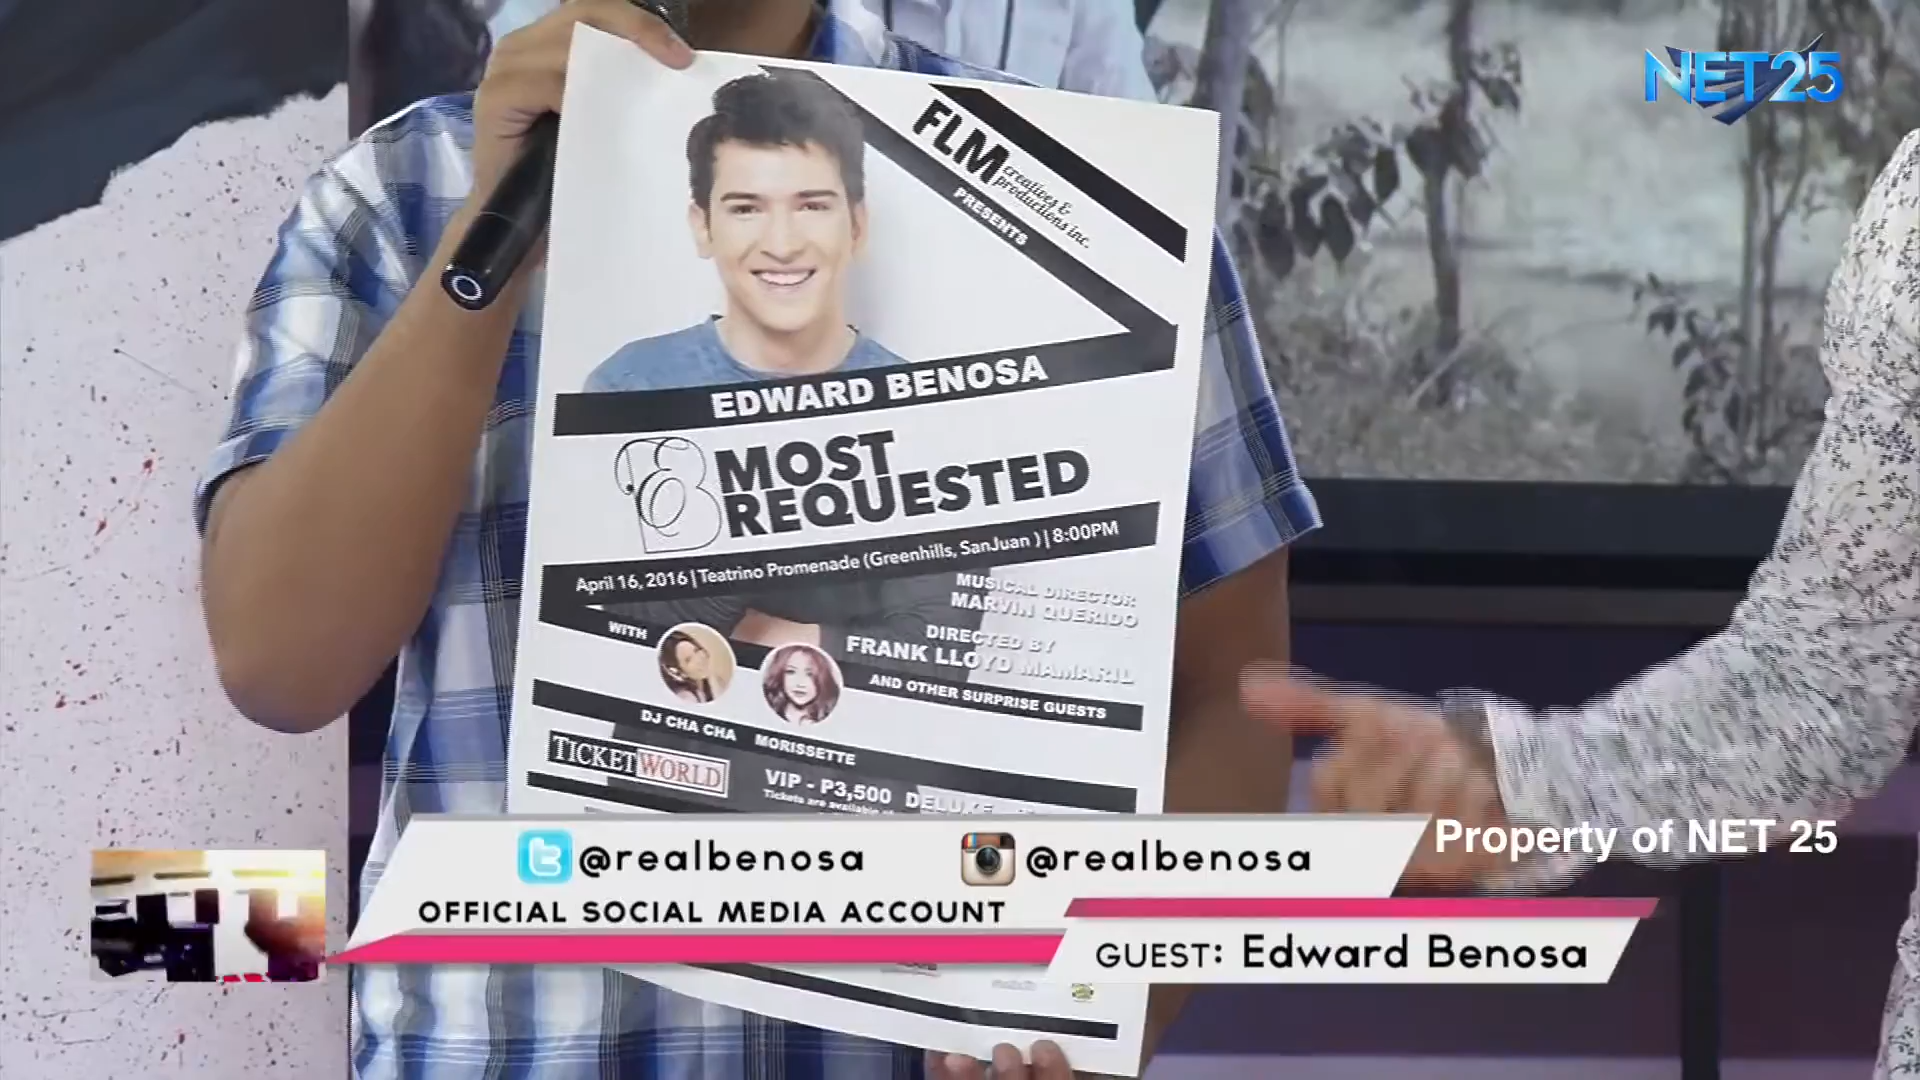 NET25
FLM
creatives &
productions inc.
PRESENTS
EDWARD BENOSA
EB
MOST
REQUESTED
April 16, 2016 | Teatrino Promenade (Greenhills, SanJuan ) | 8:00PM
MUSICAL DIRECTOR
MARVIN QUERIDO
DIRECTED BY
FRANK LLOYD MAMARIL
WITH
AND OTHER SURPRISE GUESTS
DJ CHA CHA
MORISSETTE
TICKETWORLD
VIP - P3,500 DELUXE
Tickets are available at
Property of NET 25
@realbenosa
@realbenosa
OFFICIAL SOCIAL MEDIA ACCOUNT
GUEST: Edward Benosa